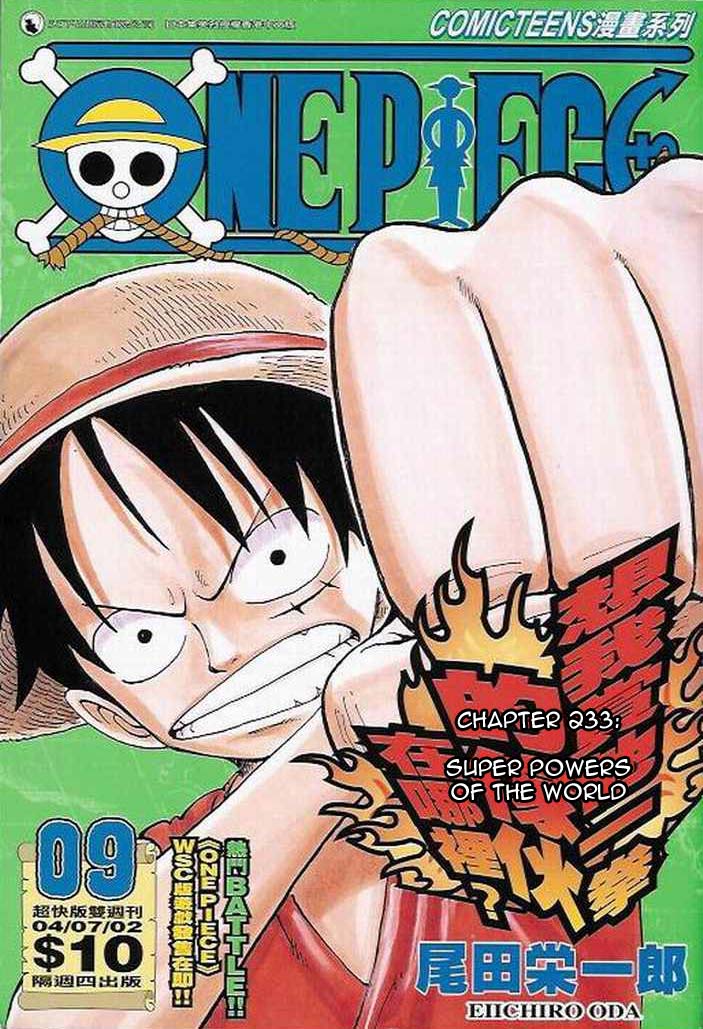 COMICTEENS漫畫系列
ONE PIECE
CHAPTER 233:
SUPER POWERS
OF THE WORLD
09
超快版雙週刊
04/07/02
$10
隔週四出版
熱鬥BATTLE!!
《ONE PIECE》
WSC版遊戲發售在即!!
尾田栄一郎
EIICHIRO ODA